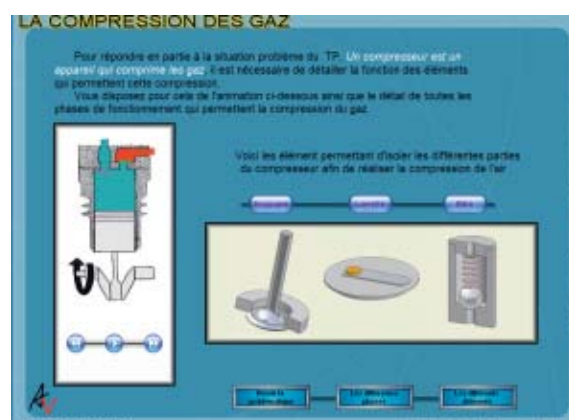 LA COMPRESSION DES GAZ
Pour répondre en partie à la situation problème du TP: Un compresseur est un
appareil qui comprime les gaz il est nécessaire de détailler la fonction des éléments
qui permettent cette compression.
Vous disposez pour cela de l'animation ci-dessous ainsi que le détail de toutes les
phases de fonctionnement qui permettent la compression du gaz.
Voici les élément permettant d'isoler les différentes parties
du compresseur afin de réaliser la compression de l'air
Les différentes
Les différents